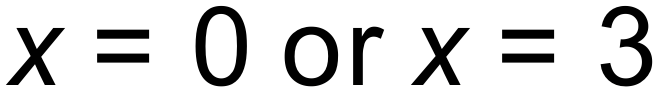 x = 0 or x = 3